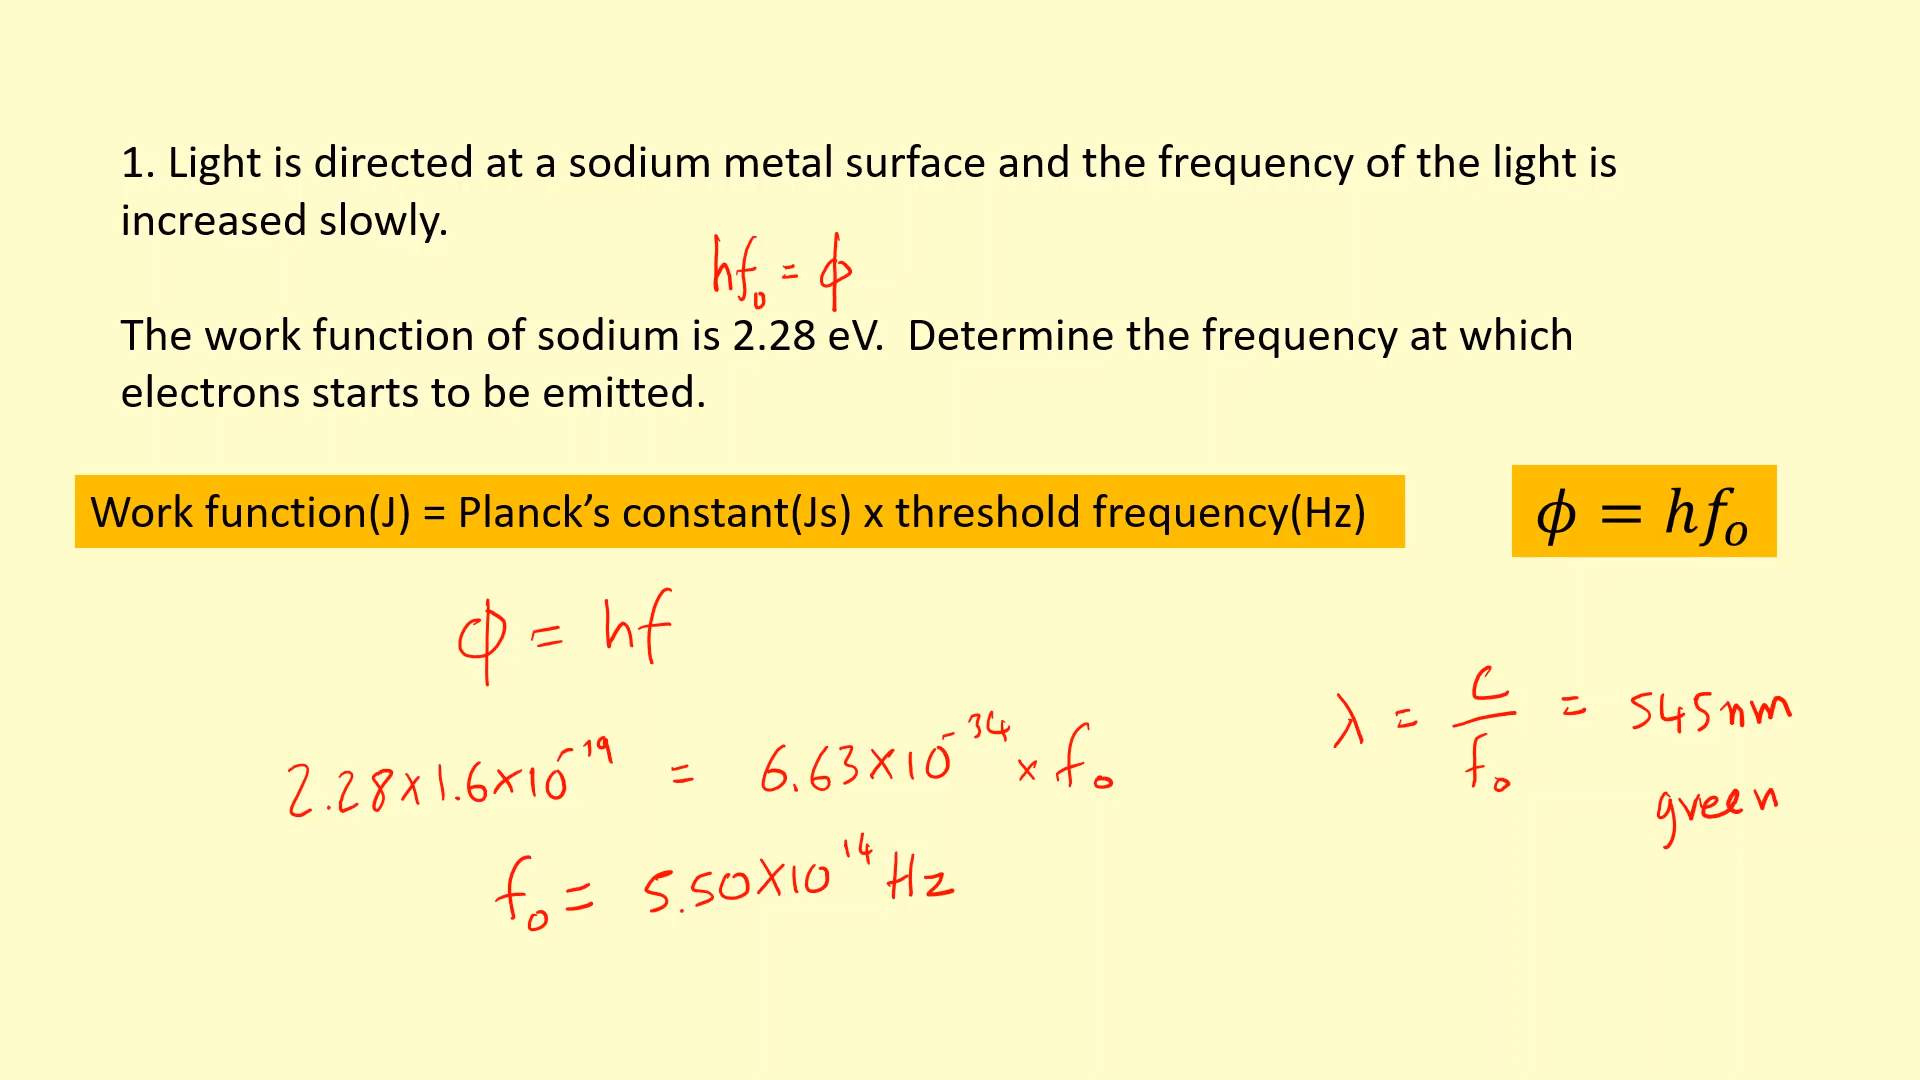 1. Light is directed at a sodium metal surface and the frequency of the light is
increased slowly.
hf₀ = ϕ
The work function of sodium is 2.28 eV.  Determine the frequency at which
electrons starts to be emitted.
Work function(J) = Planck’s constant(Js) x threshold frequency(Hz)
𝜙 = ℎ𝑓ₒ
ϕ = hf
2.28 × 1.6 × 10⁻¹⁹ = 6.63 × 10⁻³⁴ × f₀
f₀ = 5.50 × 10¹⁴ Hz
λ = c/f₀ = 545nm
green